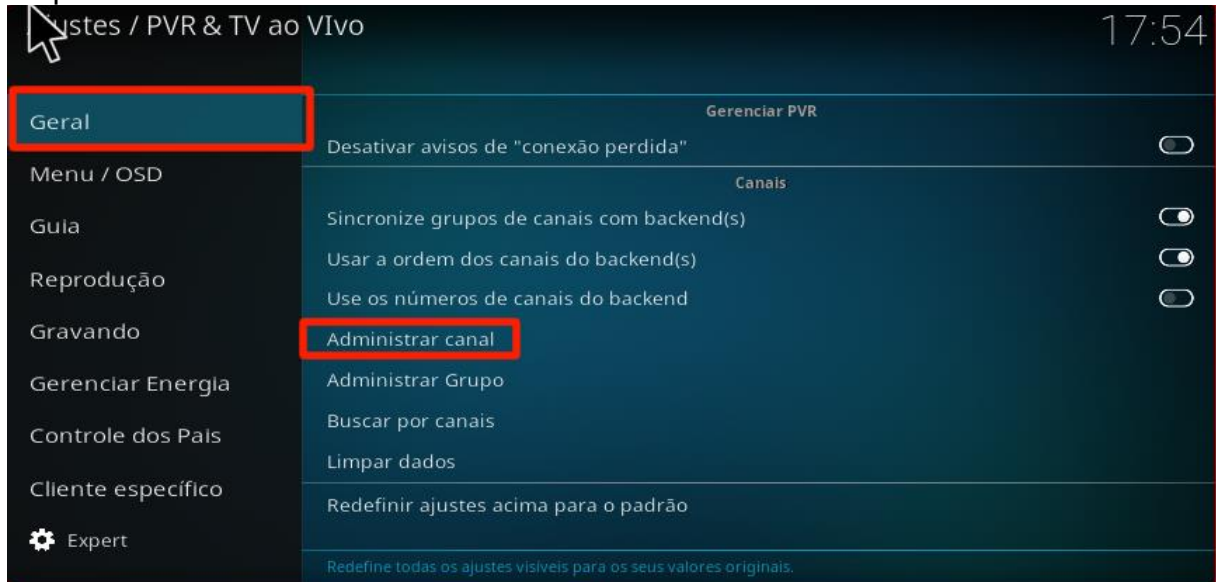 Ajustes / PVR & TV ao VIvo
17:54
Geral
Menu / OSD
Guia
Reprodução
Gravando
Gerenciar Energia
Controle dos Pais
Cliente específico
Expert
Gerenciar PVR
Desativar avisos de "conexão perdida"
Canais
Sincronize grupos de canais com backend(s)
Usar a ordem dos canais do backend(s)
Use os números de canais do backend
Administrar canal
Administrar Grupo
Buscar por canais
Limpar dados
Redefinir ajustes acima para o padrão
Redefine todas os ajustes visíveis para os seus valores originais.